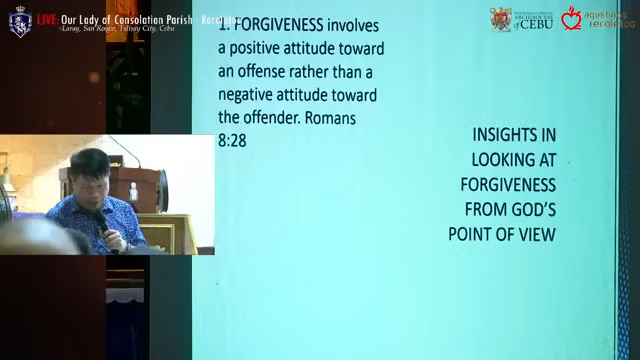 LIVE: Our Lady of Consolation Parish - Recoletos
Laray, San Roque, Talisay City, Cebu
ARCHDIOCESE
of CEBU
agustinos
recoletos
1. FORGIVENESS involves
a positive attitude toward
an offense rather than a
negative attitude toward
the offender. Romans
8:28
INSIGHTS IN
LOOKING AT
FORGIVENESS
FROM GOD'S
POINT OF VIEW